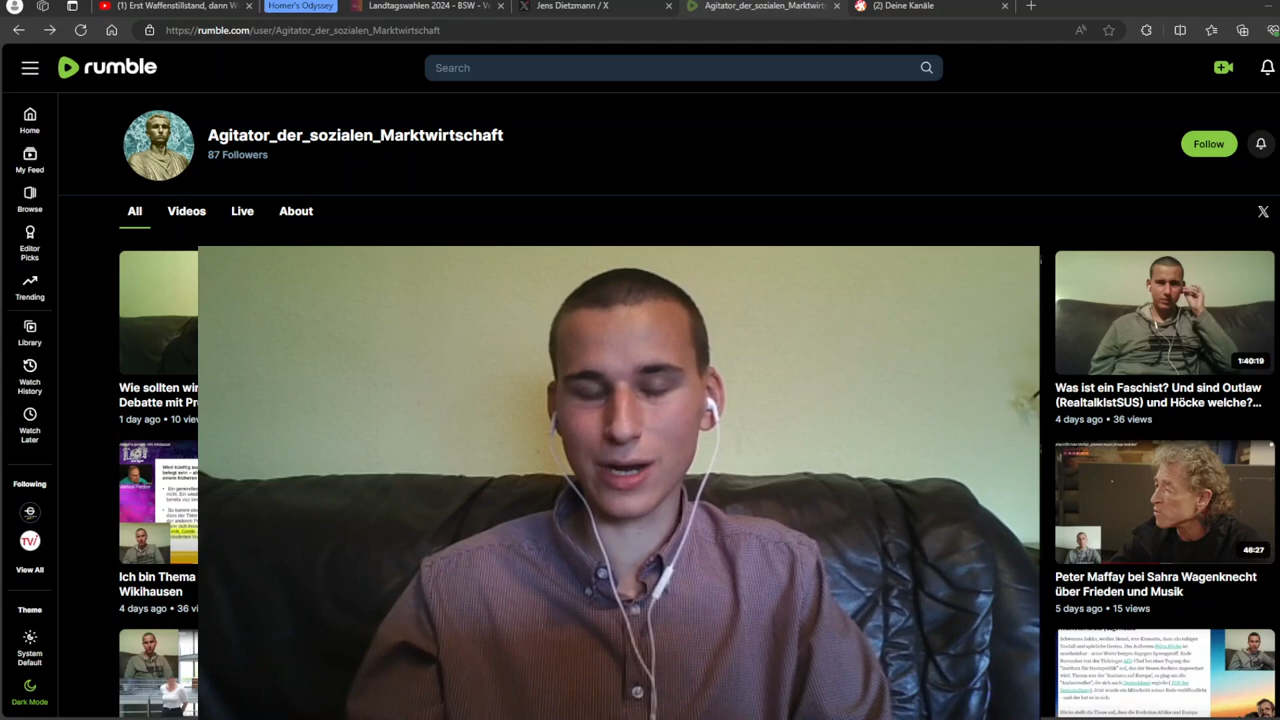 (1) Erst Waffenstillstand, dann W
Homer's Odyssey
Landtagswahlen 2024 - BSW - V
Jens Dietzmann / X
Agitator_der_sozialen_Marktwirtsc
(2) Deine Kanäle
https://rumble.com/user/Agitator_der_sozialen_Marktwirtschaft
rumble
Search
Home
My Feed
Browse
Editor
Picks
Trending
Library
Watch
History
Watch
Later
Following
View All
Theme
System
Default
Dark Mode
Agitator_der_sozialen_Marktwirtschaft
87 Followers
Follow
All
Videos
Live
About
Wie sollten wir
Debatte mit Pr
1 day ago • 10 view
1:40:19
Was ist ein Faschist? Und sind Outlaw
(RealtalkIstSUS) und Höcke welche?...
4 days ago • 36 views
Ich bin Thema
Wikihausen
4 days ago • 36 vi
46:27
Peter Maffay bei Sahra Wagenknecht
über Frieden und Musik
5 days ago • 15 views